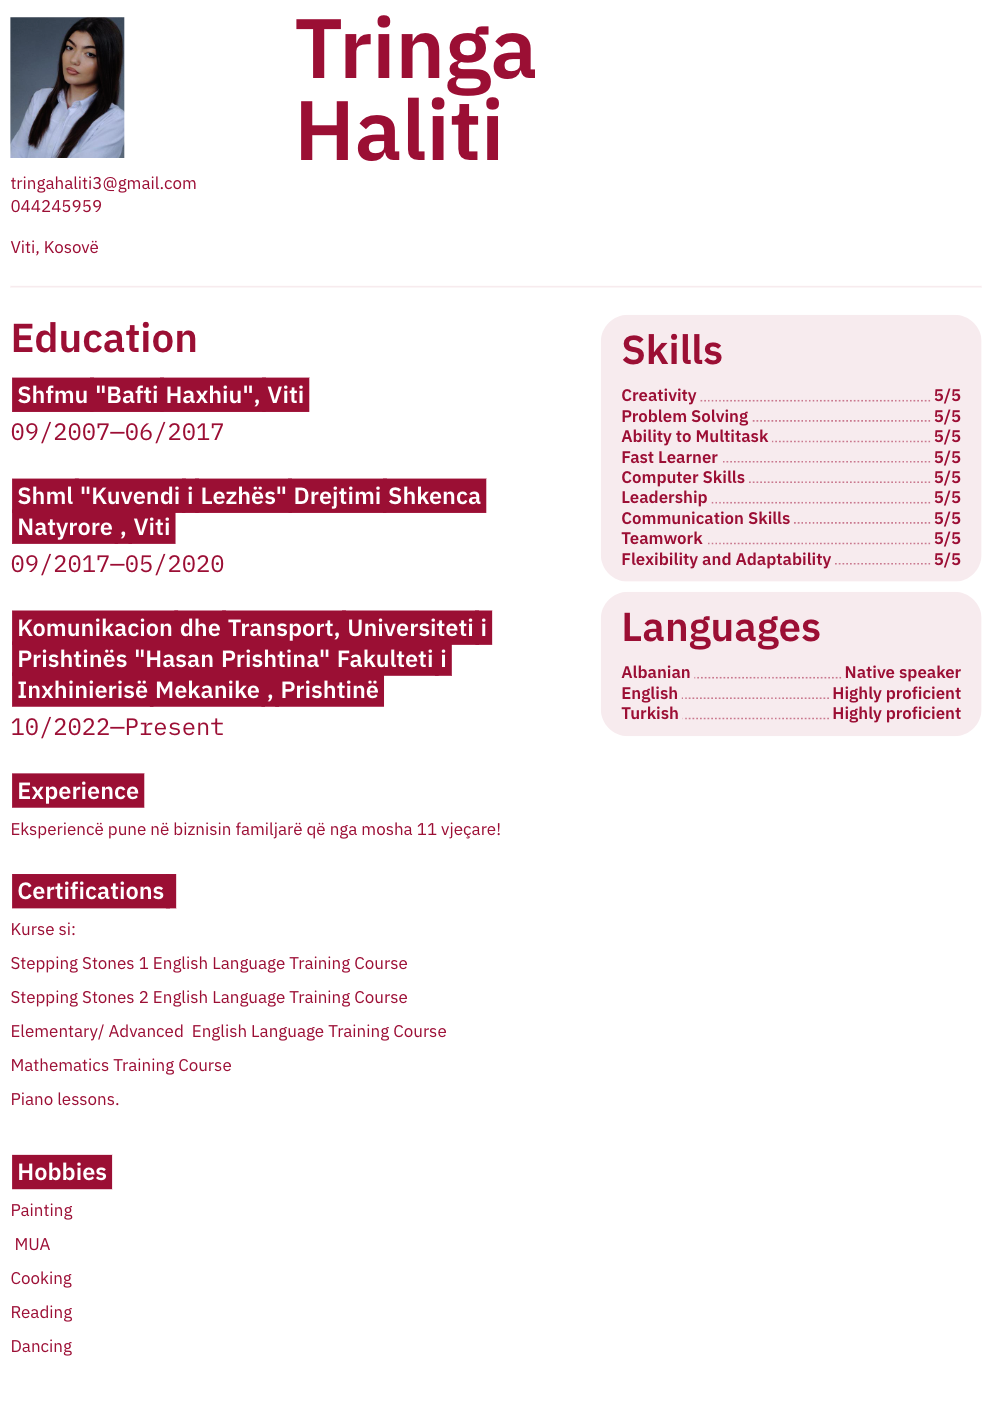 Tringa
Haliti
tringahaliti3@gmail.com
044245959
Viti, Kosovë
Education
Shfmu "Bafti Haxhiu", Viti
09/2007—06/2017
Shml "Kuvendi i Lezhës" Drejtimi Shkenca
Natyrore , Viti
09/2017—05/2020
Komunikacion dhe Transport, Universiteti i
Prishtinës "Hasan Prishtina" Fakulteti i
Inxhinierisë Mekanike , Prishtinë
10/2022—Present
Experience
Eksperiencë pune në biznisin familjarë që nga mosha 11 vjeçare!
Certifications
Kurse si:
Stepping Stones 1 English Language Training Course
Stepping Stones 2 English Language Training Course
Elementary/ Advanced  English Language Training Course
Mathematics Training Course
Piano lessons.
Hobbies
Painting
MUA
Cooking
Reading
Dancing
Skills
Creativity 5/5
Problem Solving 5/5
Ability to Multitask 5/5
Fast Learner 5/5
Computer Skills 5/5
Leadership 5/5
Communication Skills 5/5
Teamwork 5/5
Flexibility and Adaptability 5/5
Languages
Albanian Native speaker
English Highly proficient
Turkish Highly proficient